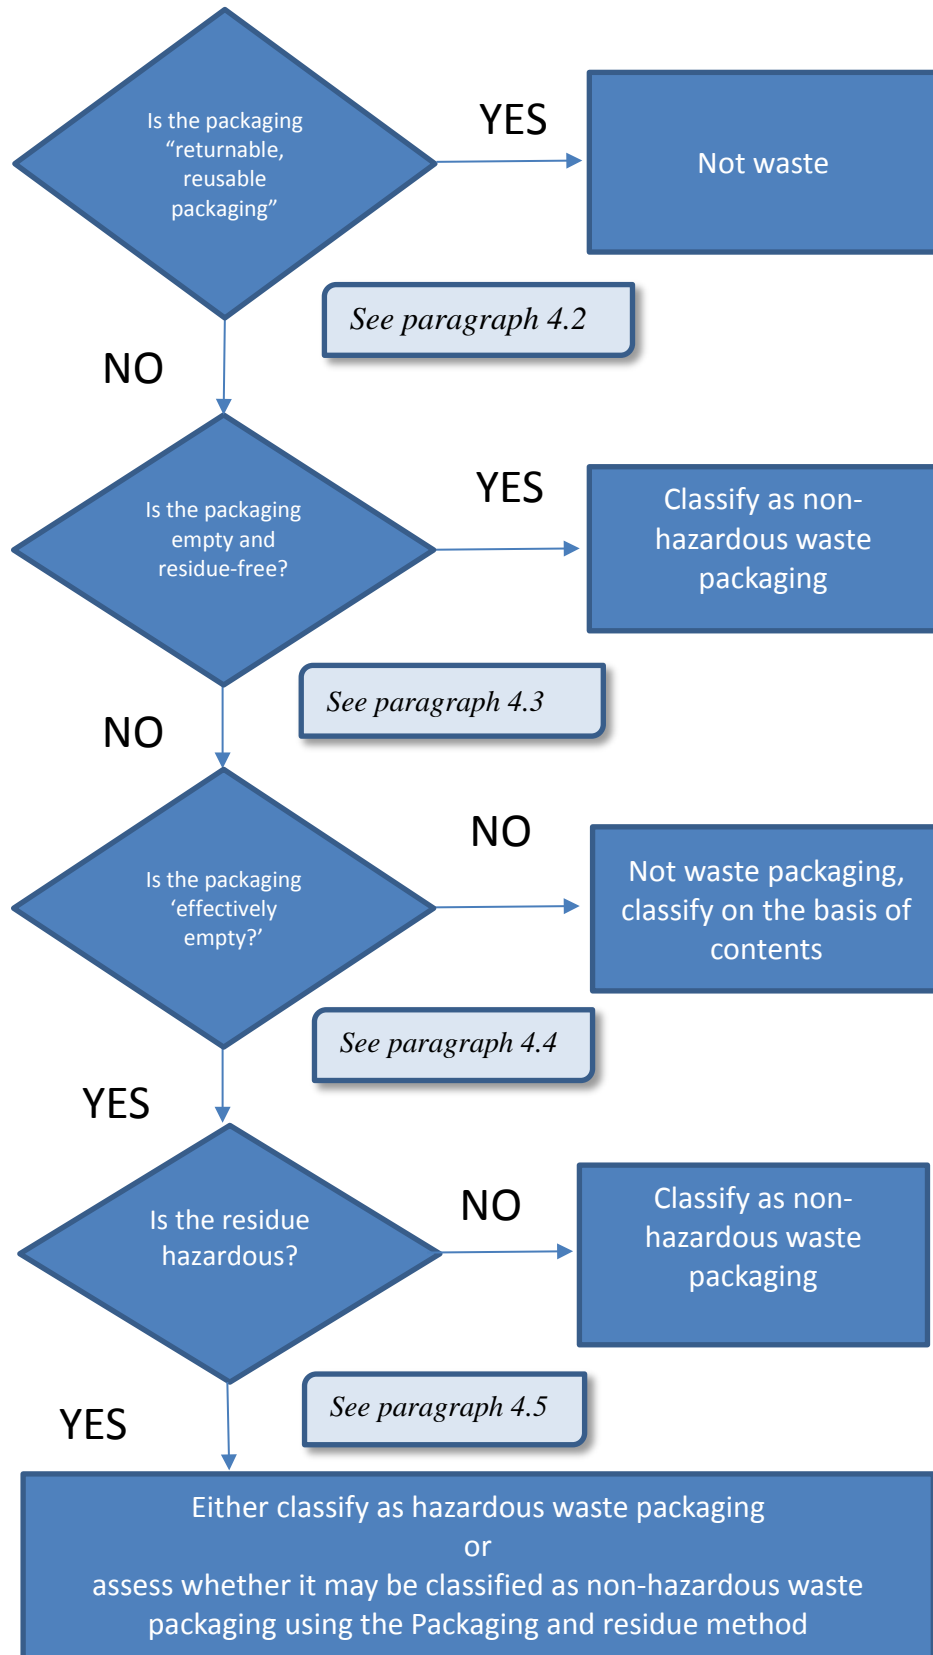 Is the packaging
“returnable,
reusable
packaging”
YES
Not waste
See paragraph 4.2
NO
Is the packaging
empty and
residue-free?
YES
Classify as non-
hazardous waste
packaging
See paragraph 4.3
NO
Is the packaging
‘effectively
empty?’
NO
Not waste packaging,
classify on the basis of
contents
See paragraph 4.4
YES
Is the residue
hazardous?
NO
Classify as non-
hazardous waste
packaging
See paragraph 4.5
YES
Either classify as hazardous waste packaging
or
assess whether it may be classified as non-hazardous waste
packaging using the Packaging and residue method